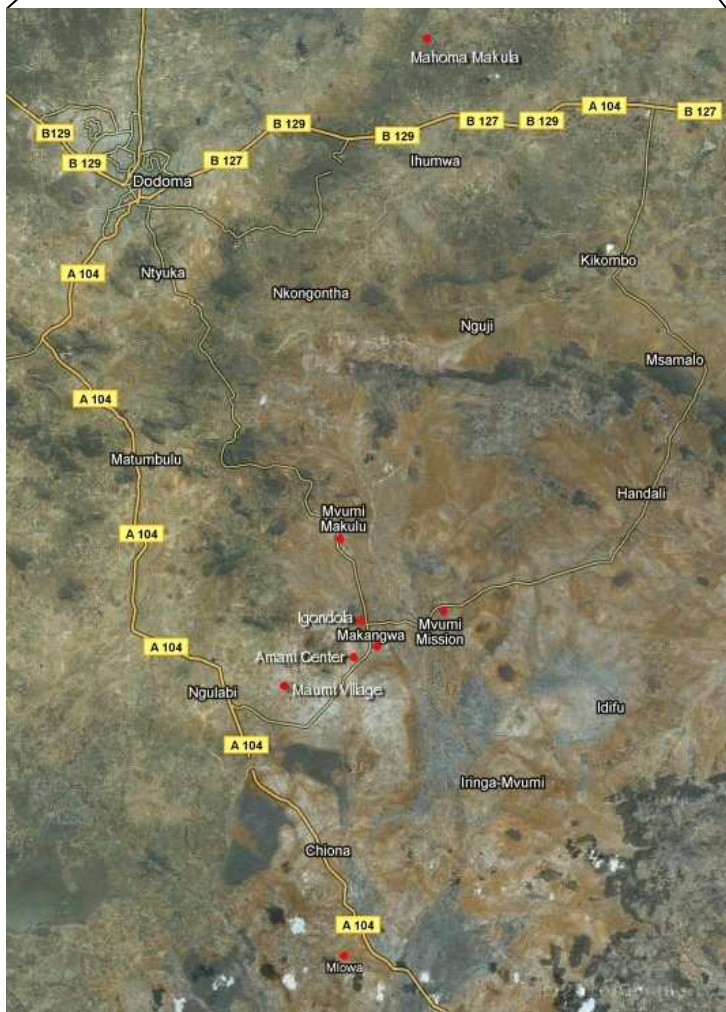 Mahoma Makula
B 129
A 104
B 127
B129
B 129
B 127
B 129
B 127
B 129
Dodoma
Ihumwa
A 104
Ntyuka
Kikombo
Nkongontha
Nguji
Msamalo
A 104
Matumbulu
Handali
Mvumi
Makulu
A 104
Igondola
Makangwa
Mvumi
Mission
A 104
Amani Center
Ngulabi
Maumi Village
Idifu
A 104
Iringa-Mvumi
Chiona
A 104
Mlowa